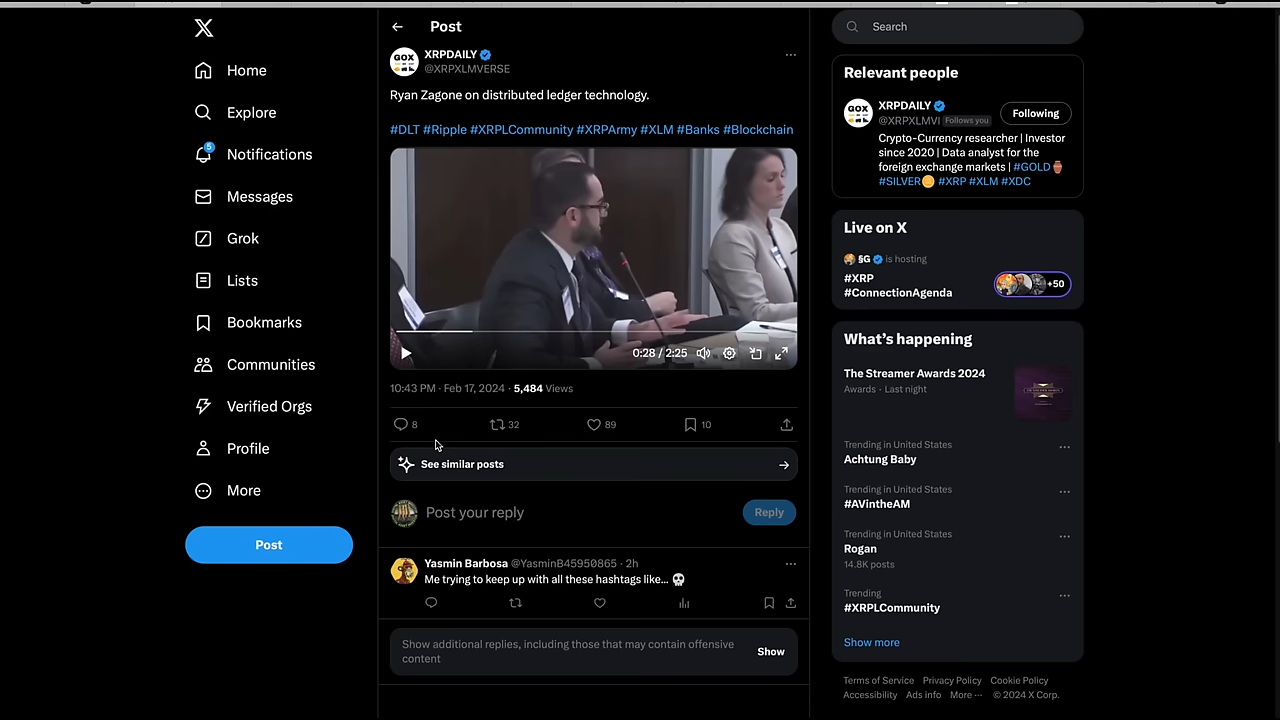 Home
Explore
5
Notifications
Messages
Grok
Lists
Bookmarks
Communities
Verified Orgs
Profile
More
Post
Post
GOX
XRPDAILY
@XRPXLMVERSE
Ryan Zagone on distributed ledger technology.
#DLT #Ripple #XRPLCommunity #XRPArmy #XLM #Banks #Blockchain
0:28 / 2:25
10:43 PM · Feb 17, 2024 · 5,484 Views
8 32 89 10
See similar posts
Post your reply
Reply
Yasmin Barbosa @YasminB45950865 · 2h
Me trying to keep up with all these hashtags like... 💀
Show additional replies, including those that may contain offensive
content
Show
Search
Relevant people
GOX
XRPDAILY
@XRPXLMVI Follows you
Following
Crypto-Currency researcher | Investor
since 2020 | Data analyst for the
foreign exchange markets | #GOLD🏺
#SILVER🪙 #XRP #XLM #XDC
Live on X
§G is hosting
#XRP
#ConnectionAgenda
+50
What's happening
The Streamer Awards 2024
Awards · Last night
Trending in United States
Achtung Baby
Trending in United States
#AVintheAM
Trending in United States
Rogan
14.8K posts
Trending
#XRPLCommunity
Show more
Terms of Service Privacy Policy Cookie Policy
Accessibility Ads info More ··· © 2024 X Corp.